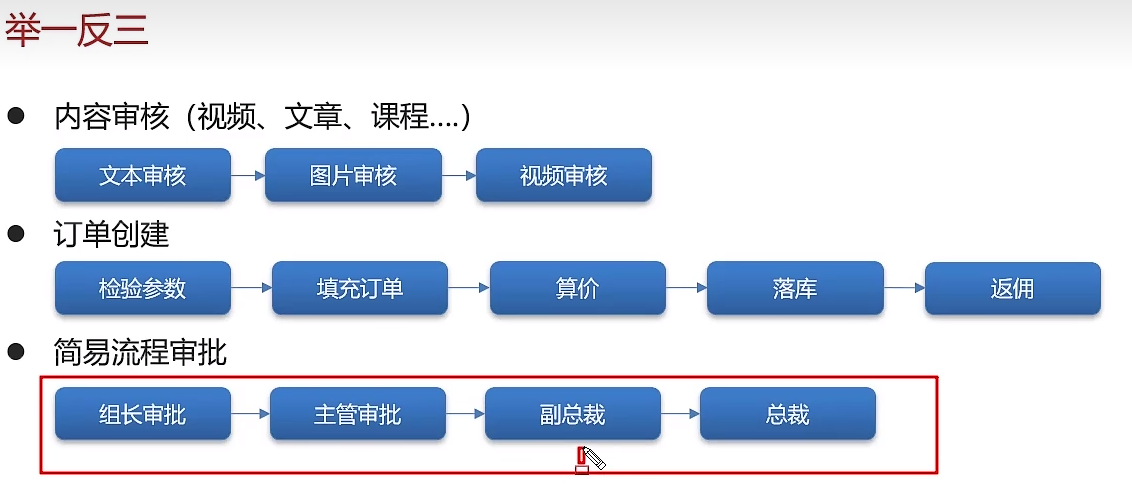 举一反三
● 内容审核（视频、文章、课程....）
文本审核 图片审核 视频审核
● 订单创建
检验参数 填充订单 算价 落库 返佣
● 简易流程审批
组长审批 主管审批 副总裁 总裁